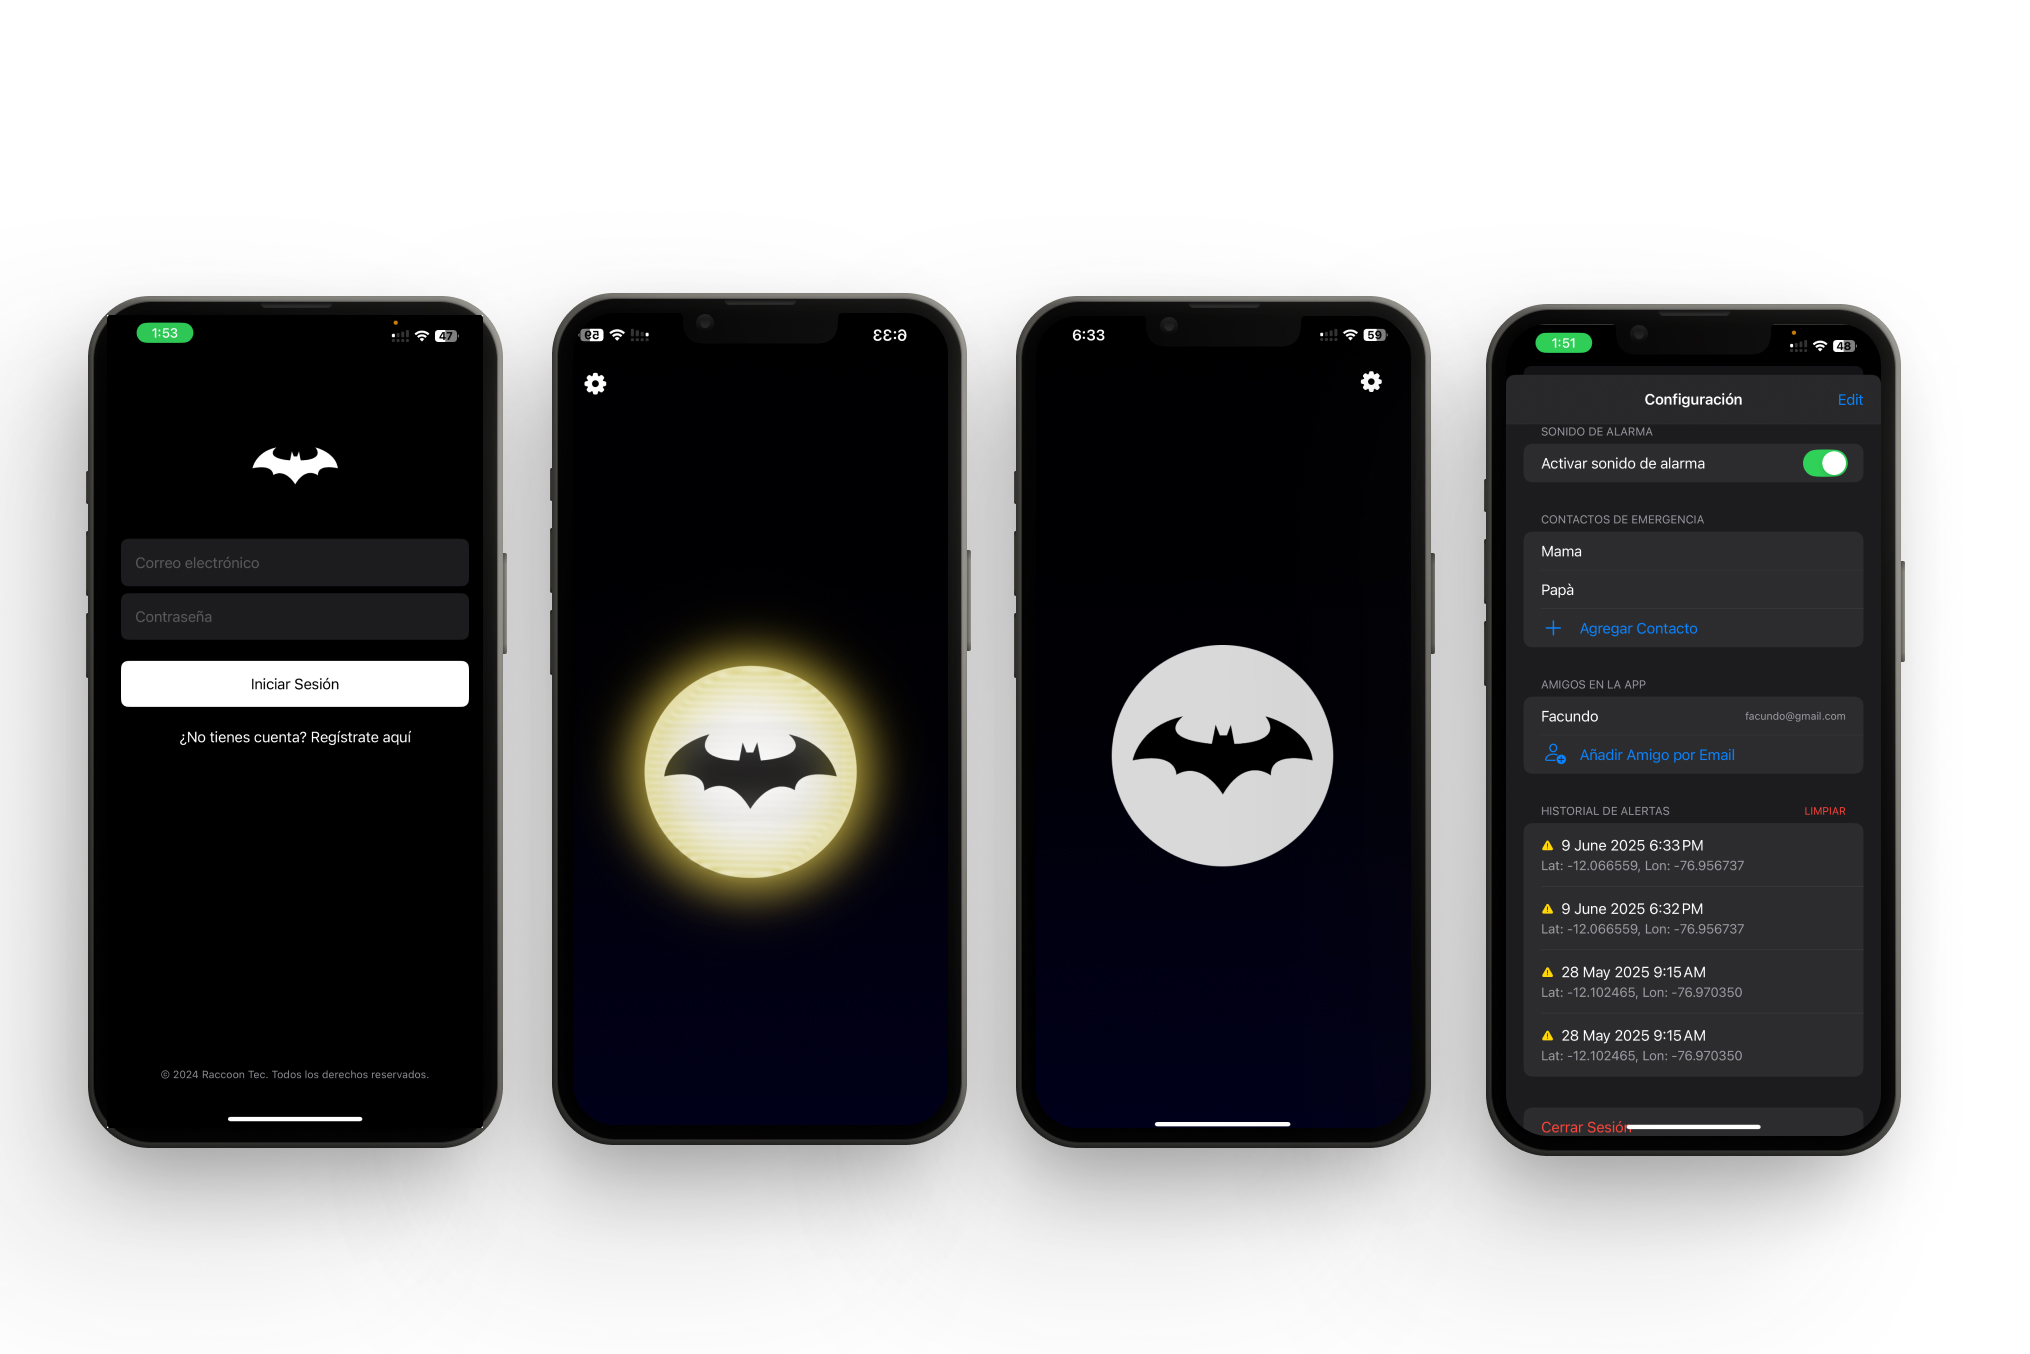 1:53
47
Correo electrónico
Contraseña
Iniciar Sesión
¿No tienes cuenta? Regístrate aquí
© 2024 Raccoon Tec. Todos los derechos reservados.
59
6:33
6:33
59
1:51
48
Configuración
Edit
SONIDO DE ALARMA
Activar sonido de alarma
CONTACTOS DE EMERGENCIA
Mama
Papà
Agregar Contacto
AMIGOS EN LA APP
Facundo
facundo@gmail.com
Añadir Amigo por Email
HISTORIAL DE ALERTAS
LIMPIAR
9 June 2025 6:33 PM
Lat: -12.066559, Lon: -76.956737
9 June 2025 6:32 PM
Lat: -12.066559, Lon: -76.956737
28 May 2025 9:15 AM
Lat: -12.102465, Lon: -76.970350
28 May 2025 9:15 AM
Lat: -12.102465, Lon: -76.970350
Cerrar Sesión